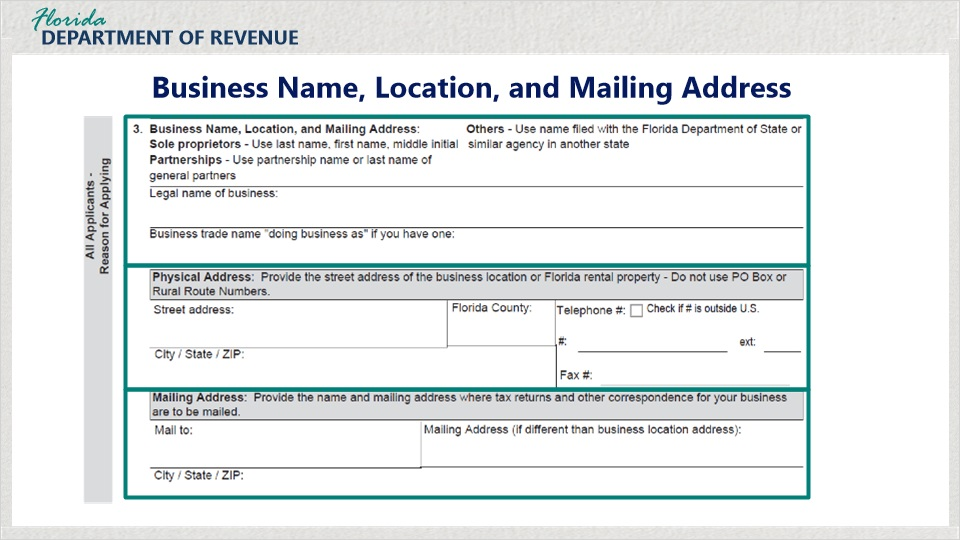 Florida
DEPARTMENT OF REVENUE
Business Name, Location, and Mailing Address
All Applicants -
Reason for Applying
3. Business Name, Location, and Mailing Address:
Sole proprietors - Use last name, first name, middle initial
Partnerships - Use partnership name or last name of
general partners
Others - Use name filed with the Florida Department of State or
similar agency in another state
Legal name of business:
Business trade name "doing business as" if you have one:
Physical Address: Provide the street address of the business location or Florida rental property - Do not use PO Box or
Rural Route Numbers.
Street address:
Florida County:
Telephone #: Check if # is outside U.S.
#: ext:
City / State / ZIP:
Fax #:
Mailing Address: Provide the name and mailing address where tax returns and other correspondence for your business
are to be mailed.
Mail to:
Mailing Address (if different than business location address):
City / State / ZIP: